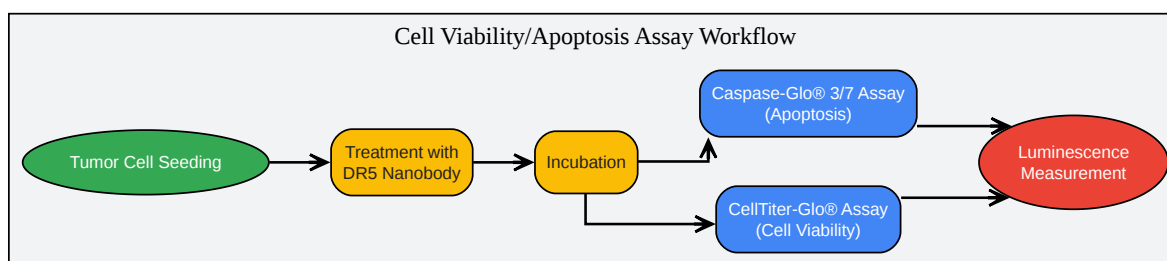 Cell Viability/Apoptosis Assay Workflow
Tumor Cell Seeding
Treatment with
DR5 Nanobody
Incubation
Caspase-Glo® 3/7 Assay
(Apoptosis)
CellTiter-Glo® Assay
(Cell Viability)
Luminescence
Measurement